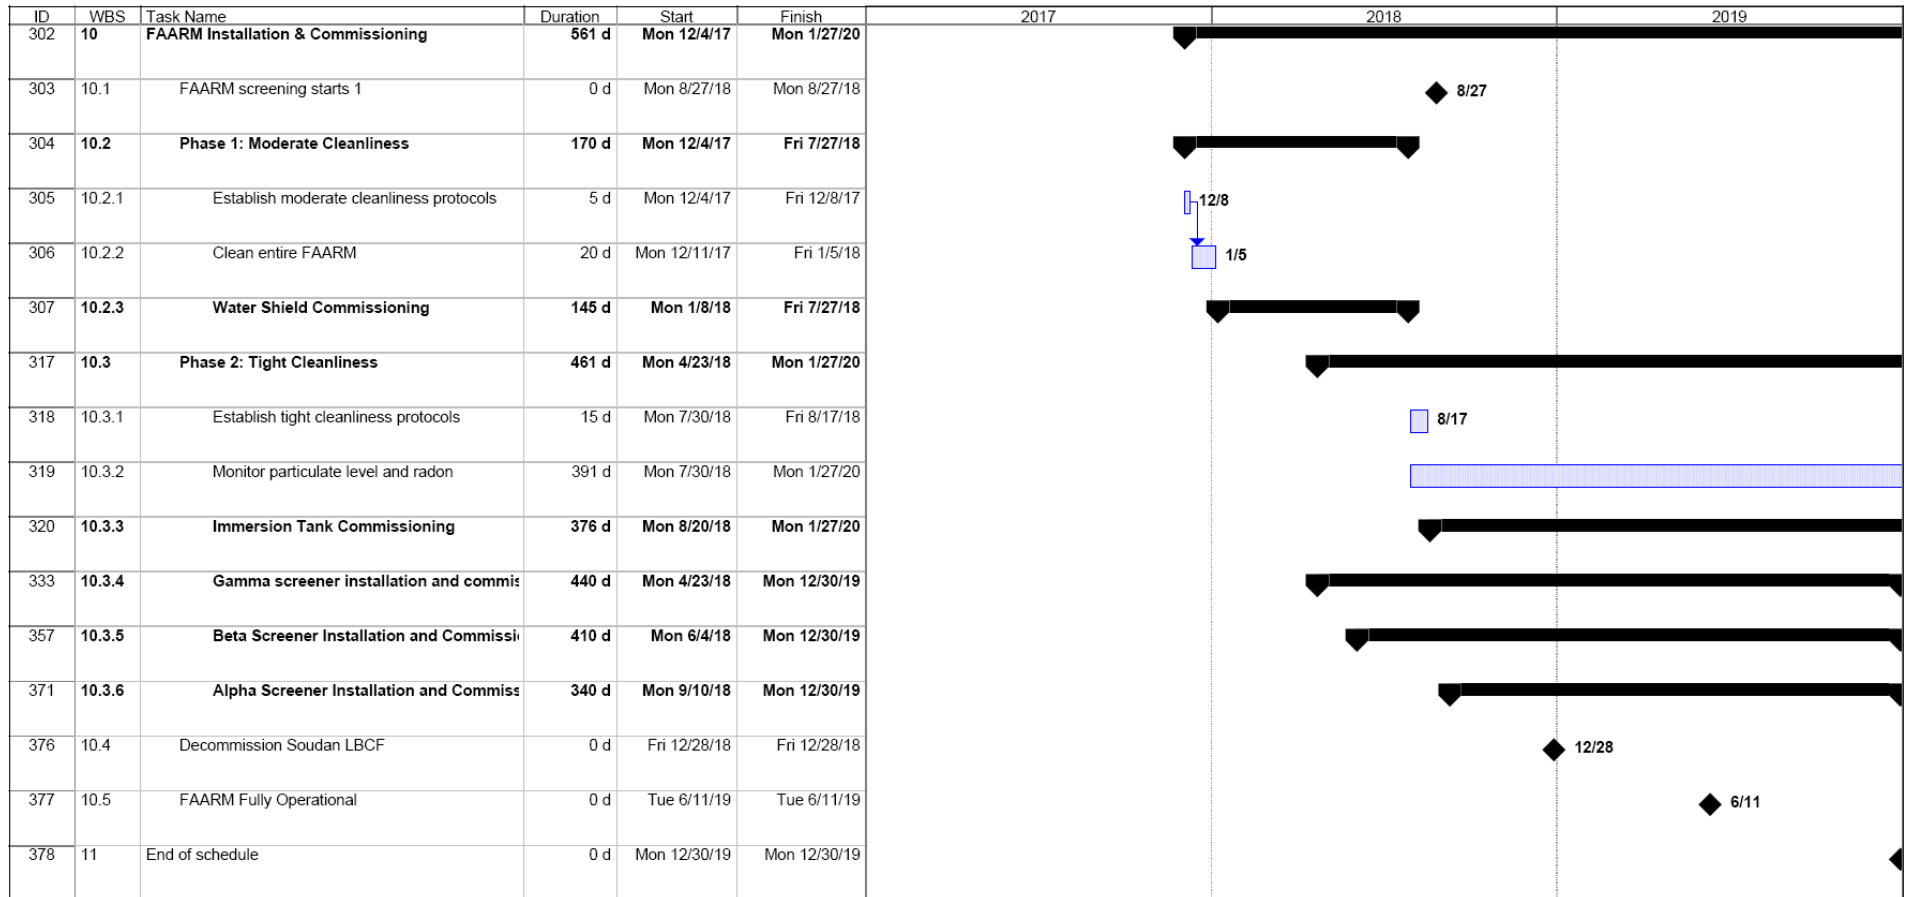 ID WBS Task Name Duration Start Finish 2017 2018 2019
302 10 FAARM Installation & Commissioning 561 d Mon 12/4/17 Mon 1/27/20
303 10.1 FAARM screening starts 1 0 d Mon 8/27/18 Mon 8/27/18 8/27
304 10.2 Phase 1: Moderate Cleanliness 170 d Mon 12/4/17 Fri 7/27/18
305 10.2.1 Establish moderate cleanliness protocols 5 d Mon 12/4/17 Fri 12/8/17 12/8
306 10.2.2 Clean entire FAARM 20 d Mon 12/11/17 Fri 1/5/18 1/5
307 10.2.3 Water Shield Commissioning 145 d Mon 1/8/18 Fri 7/27/18
317 10.3 Phase 2: Tight Cleanliness 461 d Mon 4/23/18 Mon 1/27/20
318 10.3.1 Establish tight cleanliness protocols 15 d Mon 7/30/18 Fri 8/17/18 8/17
319 10.3.2 Monitor particulate level and radon 391 d Mon 7/30/18 Mon 1/27/20
320 10.3.3 Immersion Tank Commissioning 376 d Mon 8/20/18 Mon 1/27/20
333 10.3.4 Gamma screener installation and commis 440 d Mon 4/23/18 Mon 12/30/19
357 10.3.5 Beta Screener Installation and Commissi 410 d Mon 6/4/18 Mon 12/30/19
371 10.3.6 Alpha Screener Installation and Commiss 340 d Mon 9/10/18 Mon 12/30/19
376 10.4 Decommission Soudan LBCF 0 d Fri 12/28/18 Fri 12/28/18 12/28
377 10.5 FAARM Fully Operational 0 d Tue 6/11/19 Tue 6/11/19 6/11
378 11 End of schedule 0 d Mon 12/30/19 Mon 12/30/19